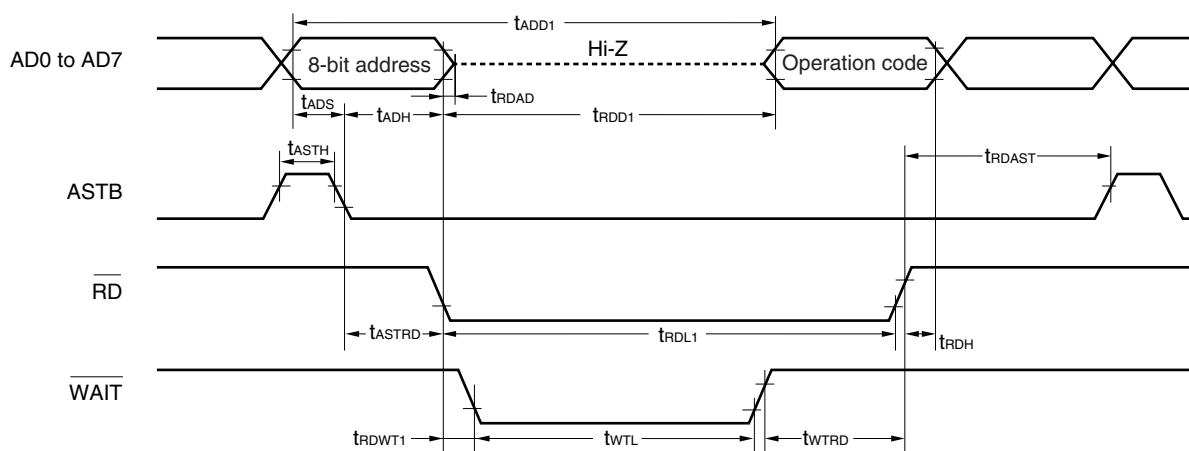 tADD1
AD0 to AD7
8-bit address
Hi-Z
Operation code
tADS
tADH
tRDAD
tRDD1
tASTH
tRDAST
ASTB
RD
tASTRD
tRDL1
tRDH
WAIT
tRDWT1
tWTL
tWTRD